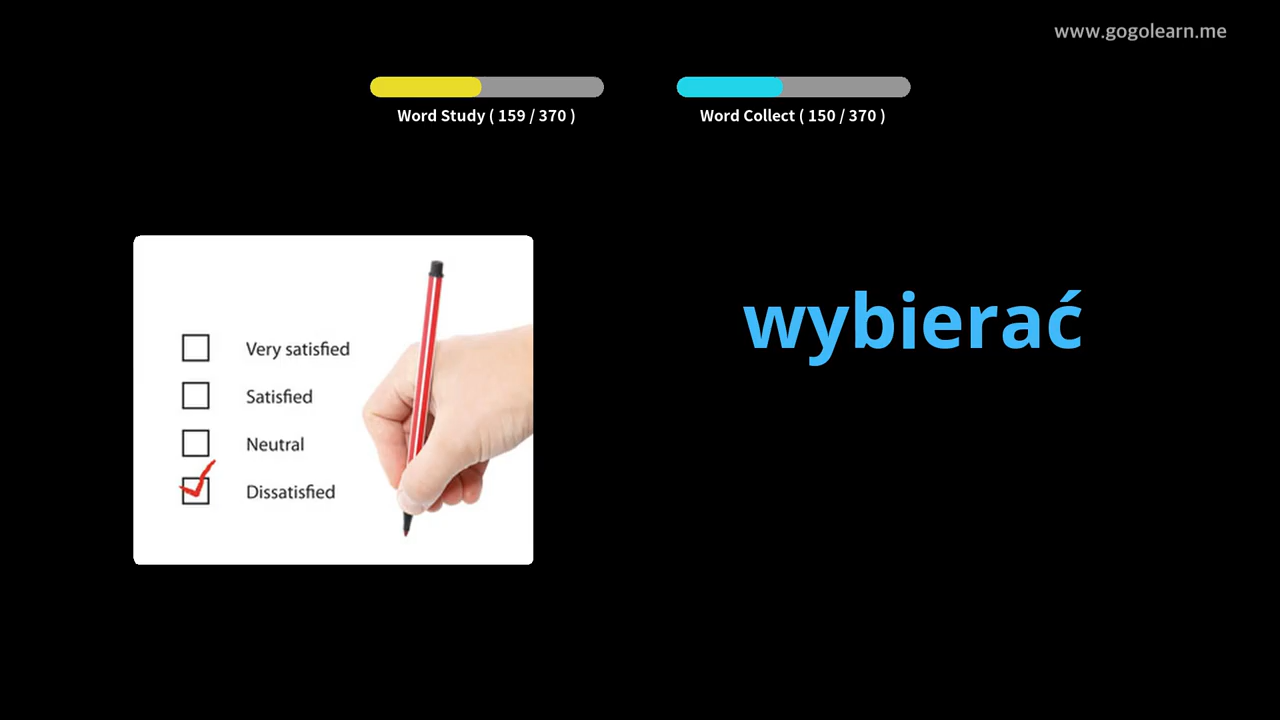 www.gogolearn.me
Word Study ( 159 / 370 )
Word Collect ( 150 / 370 )
wybierać
Very satisfied
Satisfied
Neutral
Dissatisfied